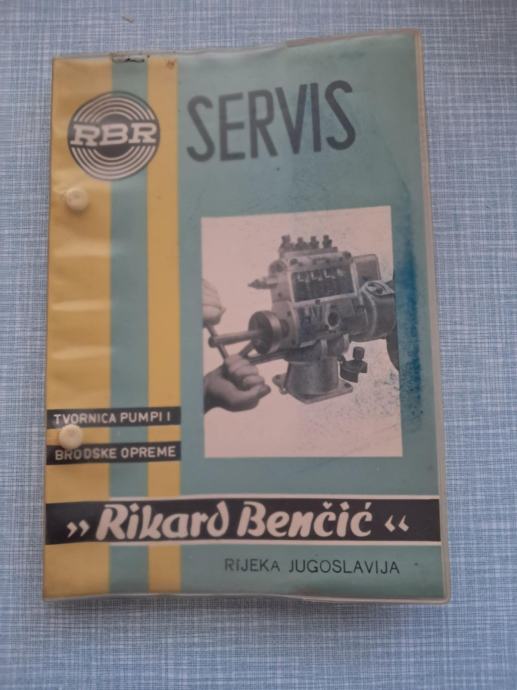 RBR
SERVIS
TVORNICA PUMPI I
BRODSKE OPREME
„ Rikard Benčić “
RIJEKA JUGOSLAVIJA